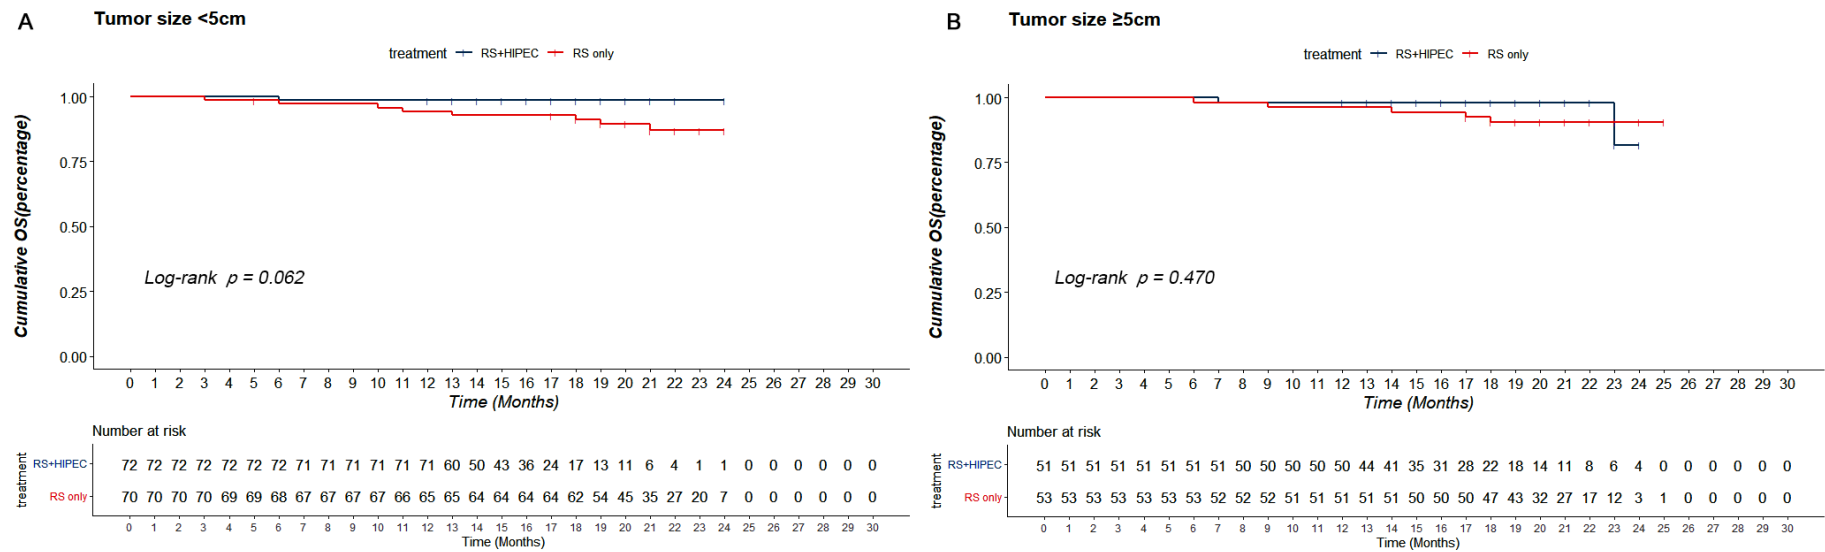 A
Tumor size <5cm
treatment RS+HIPEC RS only
Cumulative OS(percentage)
1.00
0.75
0.50
0.25
0.00
Log-rank p = 0.062
0 1 2 3 4 5 6 7 8 9 10 11 12 13 14 15 16 17 18 19 20 21 22 23 24 25 26 27 28 29 30
Time (Months)
Number at risk
treatment
RS+HIPEC 72 72 72 72 72 72 72 71 71 71 71 71 71 60 50 43 36 24 17 13 11 6 4 1 1 0 0 0 0 0 0
RS only 70 70 70 70 69 69 68 67 67 67 67 66 65 65 64 64 64 64 62 54 45 35 27 20 7 0 0 0 0 0 0
0 1 2 3 4 5 6 7 8 9 10 11 12 13 14 15 16 17 18 19 20 21 22 23 24 25 26 27 28 29 30
Time (Months)
B
Tumor size ≥5cm
treatment RS+HIPEC RS only
Cumulative OS(percentage)
1.00
0.75
0.50
0.25
0.00
Log-rank p = 0.470
0 1 2 3 4 5 6 7 8 9 10 11 12 13 14 15 16 17 18 19 20 21 22 23 24 25 26 27 28 29 30
Time (Months)
Number at risk
treatment
RS+HIPEC 51 51 51 51 51 51 51 51 50 50 50 50 50 44 41 35 31 28 22 18 14 11 8 6 4 0 0 0 0 0 0
RS only 53 53 53 53 53 53 53 52 52 52 51 51 51 51 51 50 50 50 47 43 32 27 17 12 3 1 0 0 0 0 0
0 1 2 3 4 5 6 7 8 9 10 11 12 13 14 15 16 17 18 19 20 21 22 23 24 25 26 27 28 29 30
Time (Months)